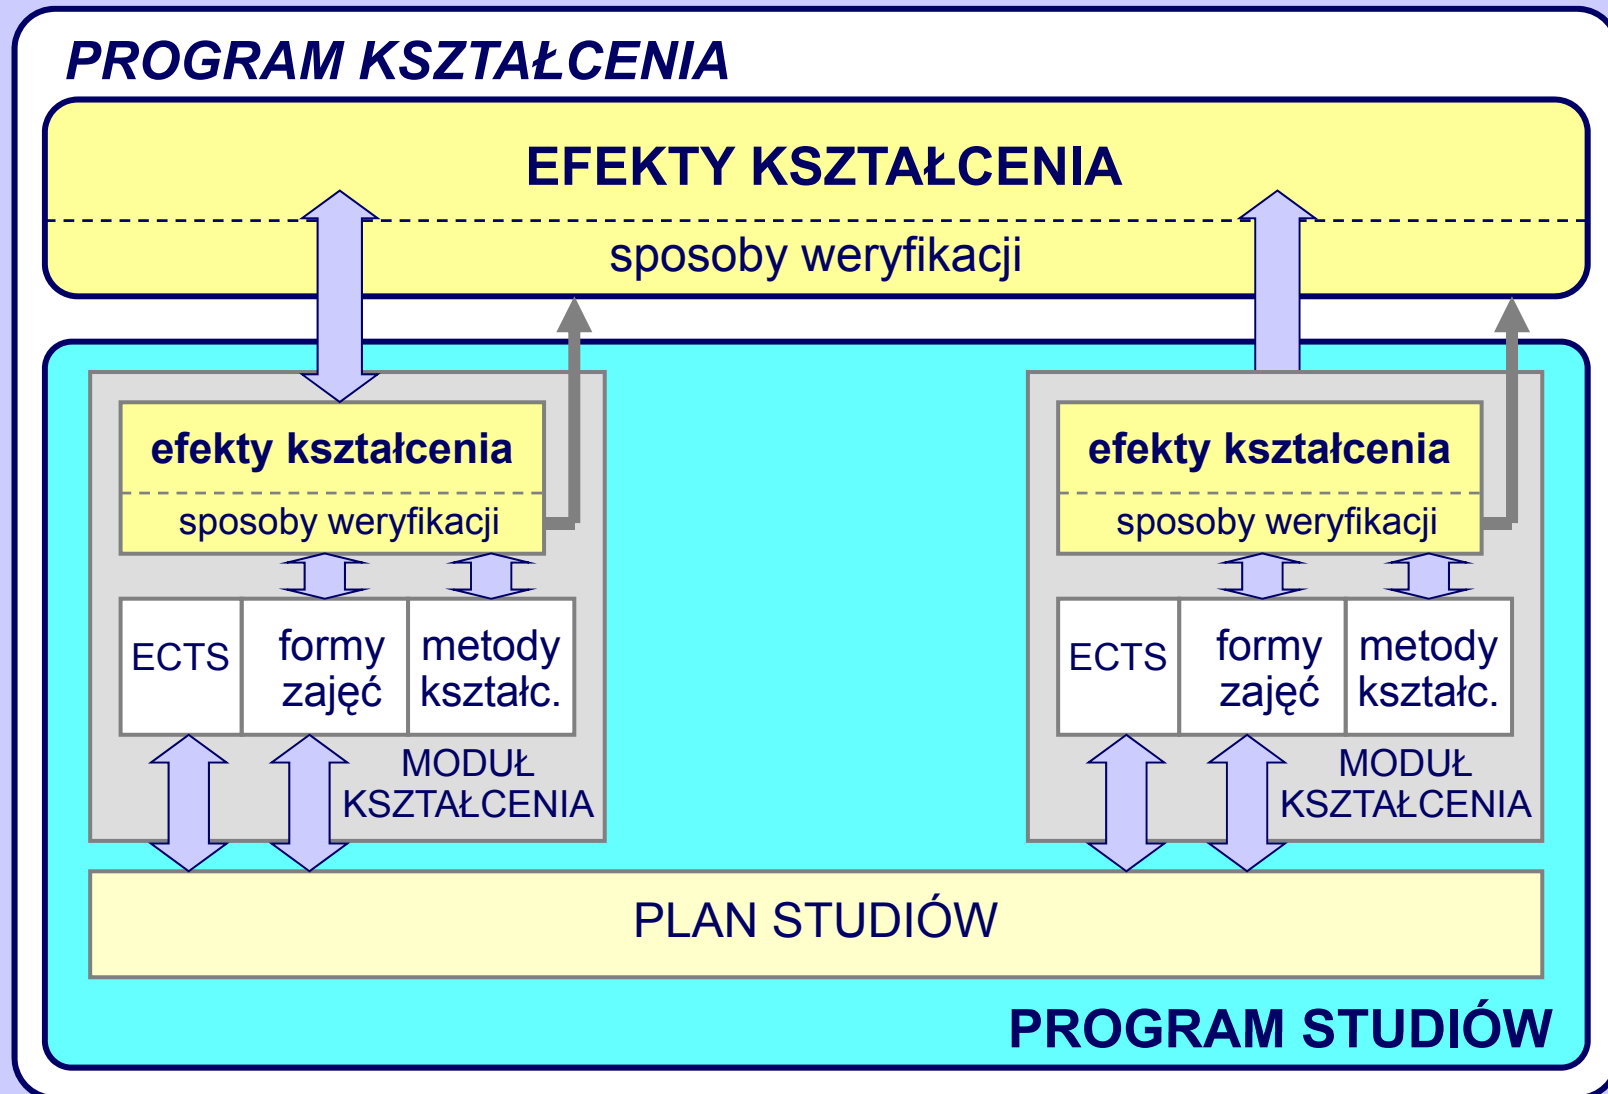 PROGRAM KSZTAŁCENIA
EFEKTY KSZTAŁCENIA
sposoby weryfikacji
efekty kształcenia
sposoby weryfikacji
ECTS
formy
zajęć
metody
kształc.
MODUŁ
KSZTAŁCENIA
efekty kształcenia
sposoby weryfikacji
ECTS
formy
zajęć
metody
kształc.
MODUŁ
KSZTAŁCENIA
PLAN STUDIÓW
PROGRAM STUDIÓW